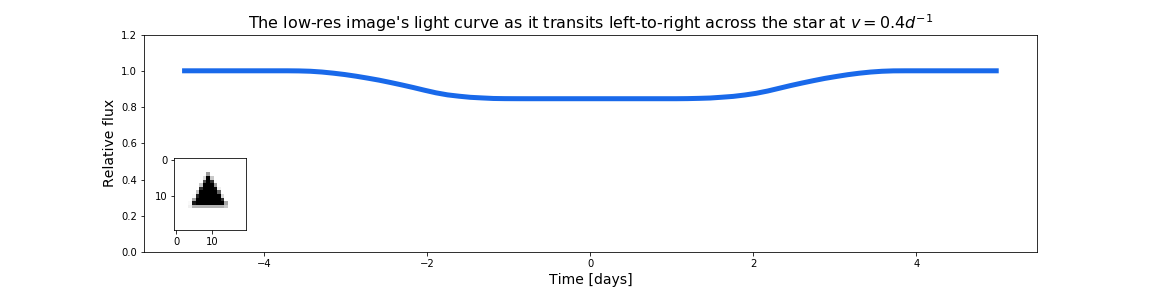 The low-res image's light curve as it transits left-to-right across the star at v = 0.4d⁻¹
Relative flux
1.2
1.0
0.8
0.6
0.4
0.2
0.0
0
10
0 10
−4 −2 0 2 4
Time [days]